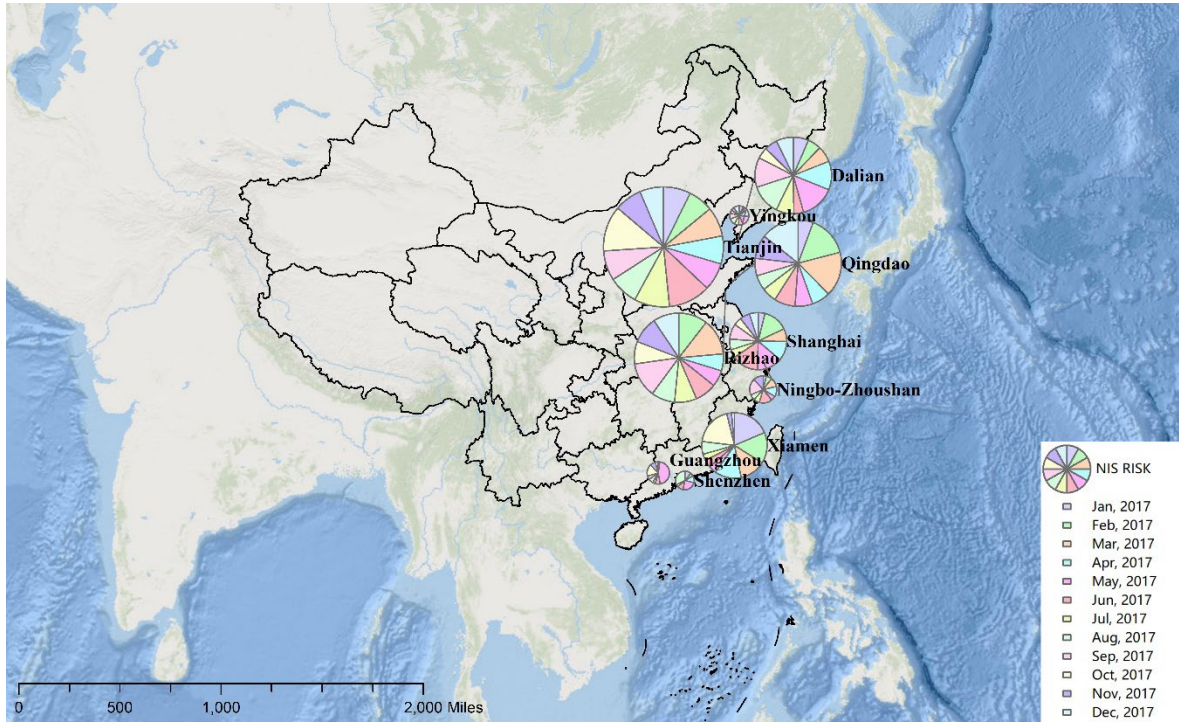 Dalian
Yingkou
Tianjin
Qingdao
Shanghai
Rizhao
Ningbo-Zhoushan
Xiamen
Guangzhou
Shenzhen
NIS RISK
Jan, 2017
Feb, 2017
Mar, 2017
Apr, 2017
May, 2017
Jun, 2017
Jul, 2017
Aug, 2017
Sep, 2017
Oct, 2017
Nov, 2017
Dec, 2017
0 500 1,000 2,000 Miles